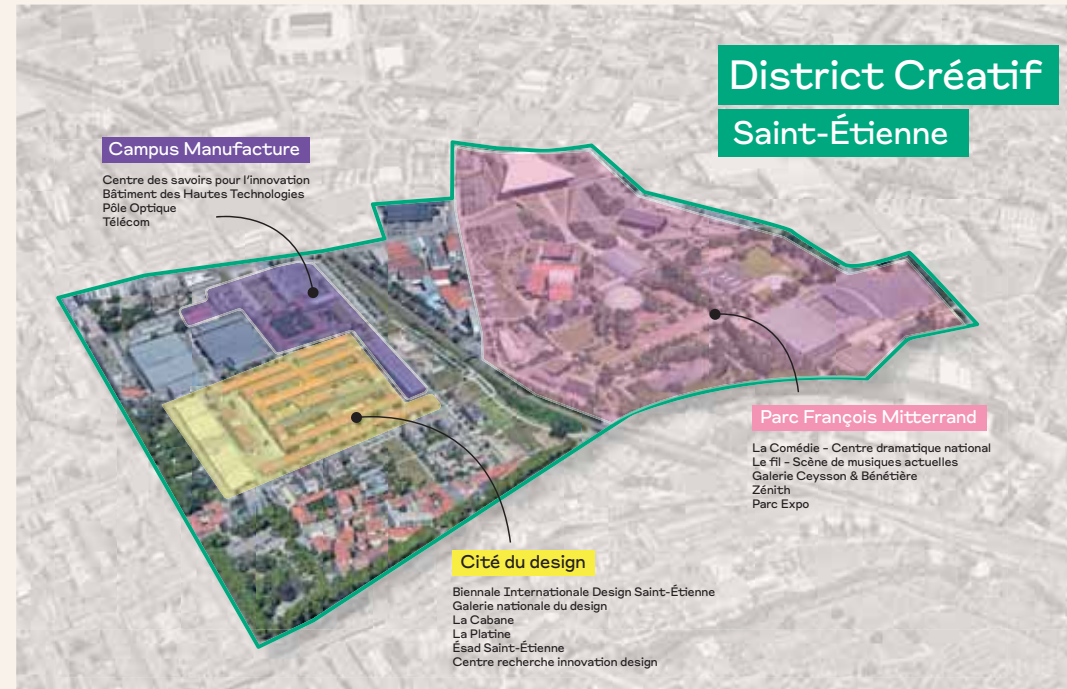 District Créatif
Saint-Étienne
Campus Manufacture
Centre des savoirs pour l'innovation
Bâtiment des Hautes Technologies
Pôle Optique
Télécom
Parc François Mitterrand
La Comédie - Centre dramatique national
Le fil - Scène de musiques actuelles
Galerie Ceysson & Bénétière
Zénith
Parc Expo
Cité du design
Biennale Internationale Design Saint-Étienne
Galerie nationale du design
La Cabane
La Platine
Ésad Saint-Étienne
Centre recherche innovation design